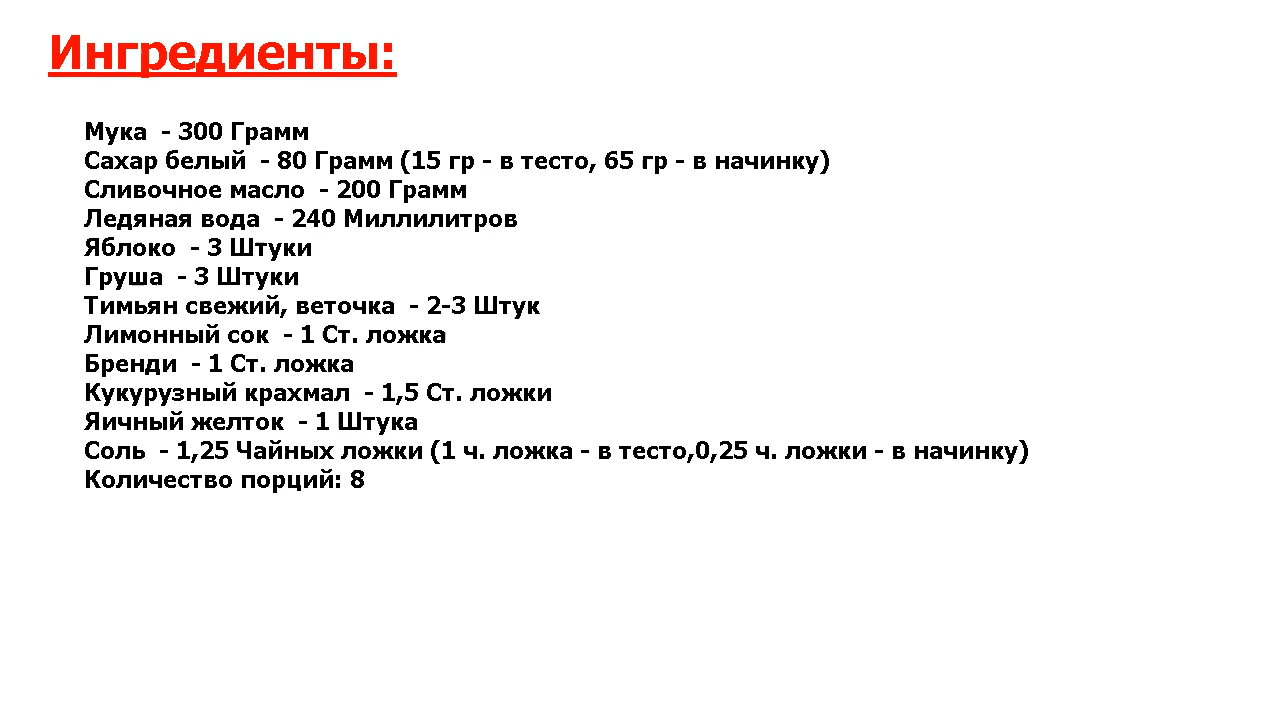 Ингредиенты:
Мука  - 300 Грамм
Сахар белый  - 80 Грамм (15 гр - в тесто, 65 гр - в начинку)
Сливочное масло  - 200 Грамм
Ледяная вода  - 240 Миллилитров
Яблоко  - 3 Штуки
Груша  - 3 Штуки
Тимьян свежий, веточка  - 2-3 Штук
Лимонный сок  - 1 Ст. ложка
Бренди  - 1 Ст. ложка
Кукурузный крахмал  - 1,5 Ст. ложки
Яичный желток  - 1 Штука
Соль  - 1,25 Чайных ложки (1 ч. ложка - в тесто,0,25 ч. ложки - в начинку)
Количество порций: 8